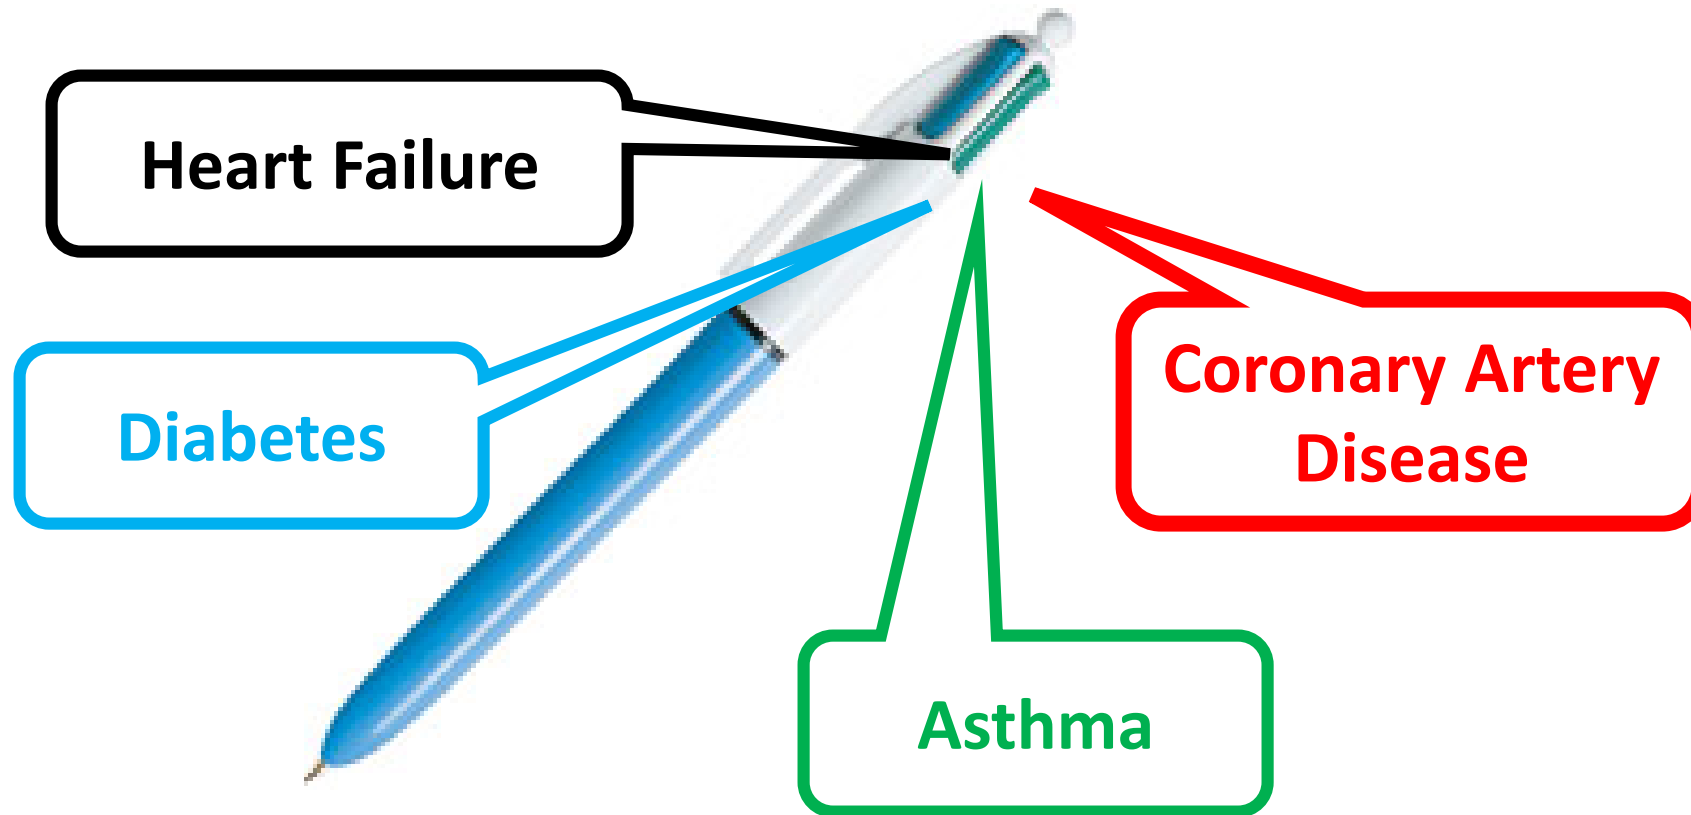 Heart Failure
Diabetes
Coronary Artery
Disease
Asthma